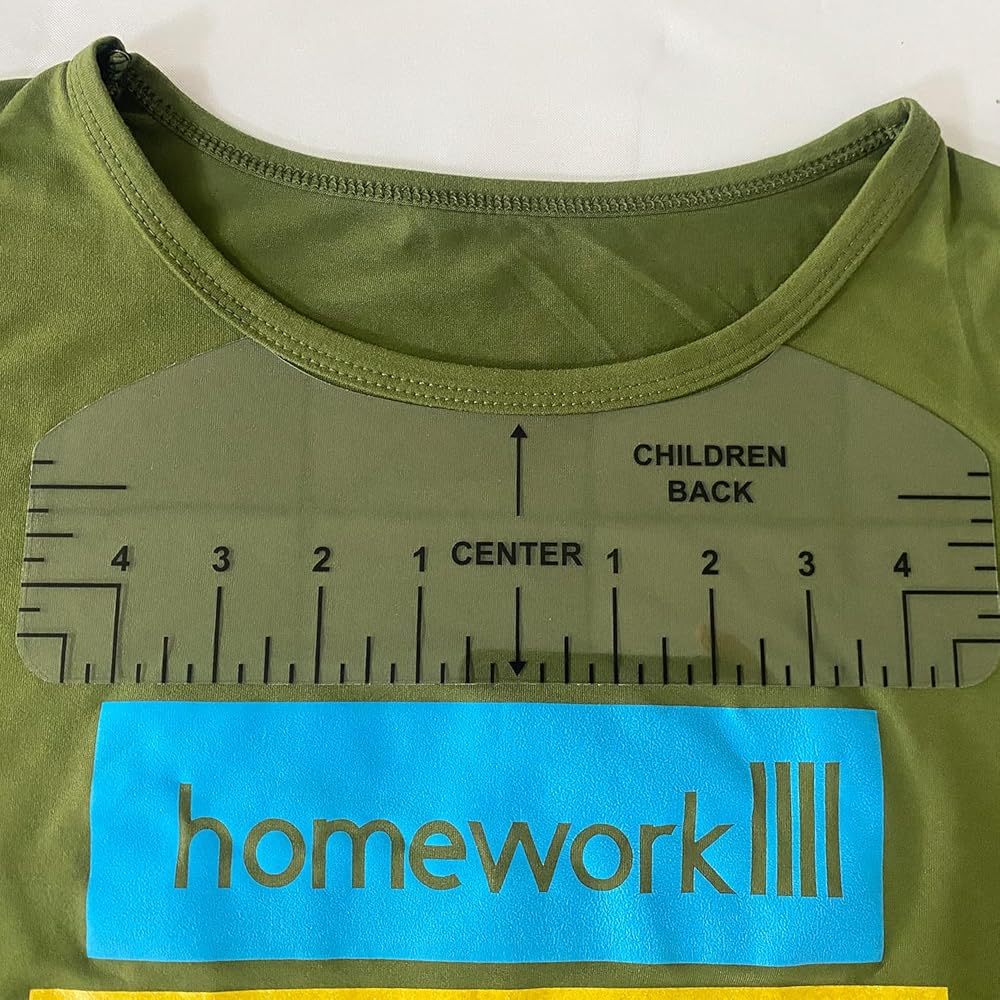 CHILDREN
BACK
4 3 2 1 CENTER 1 2 3 4
homework